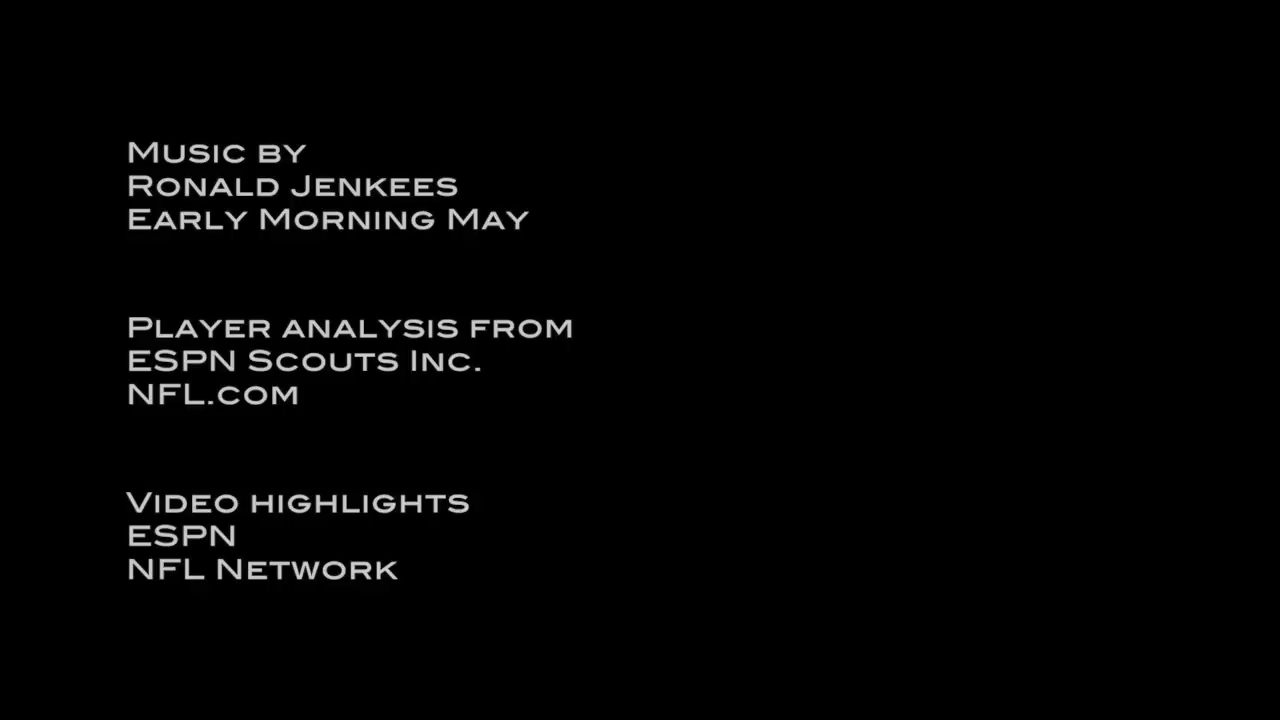 Music by
Ronald Jenkees
Early Morning May
Player analysis from
ESPN Scouts Inc.
NFL.com
Video highlights
ESPN
NFL Network